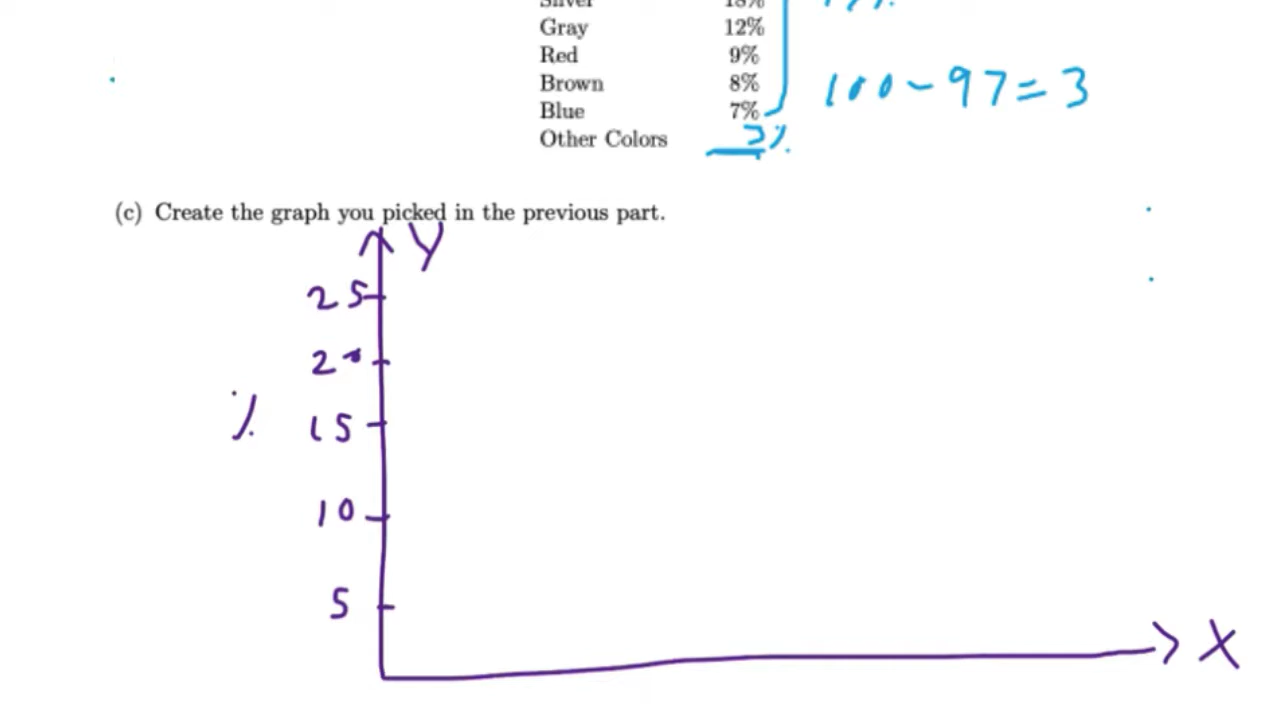 Silver
Gray 12%
Red 9%
Brown 8%
Blue 7%
Other Colors 3%
100-97=3
(c) Create the graph you picked in the previous part.
Y
25
20
% 15
10
5
X